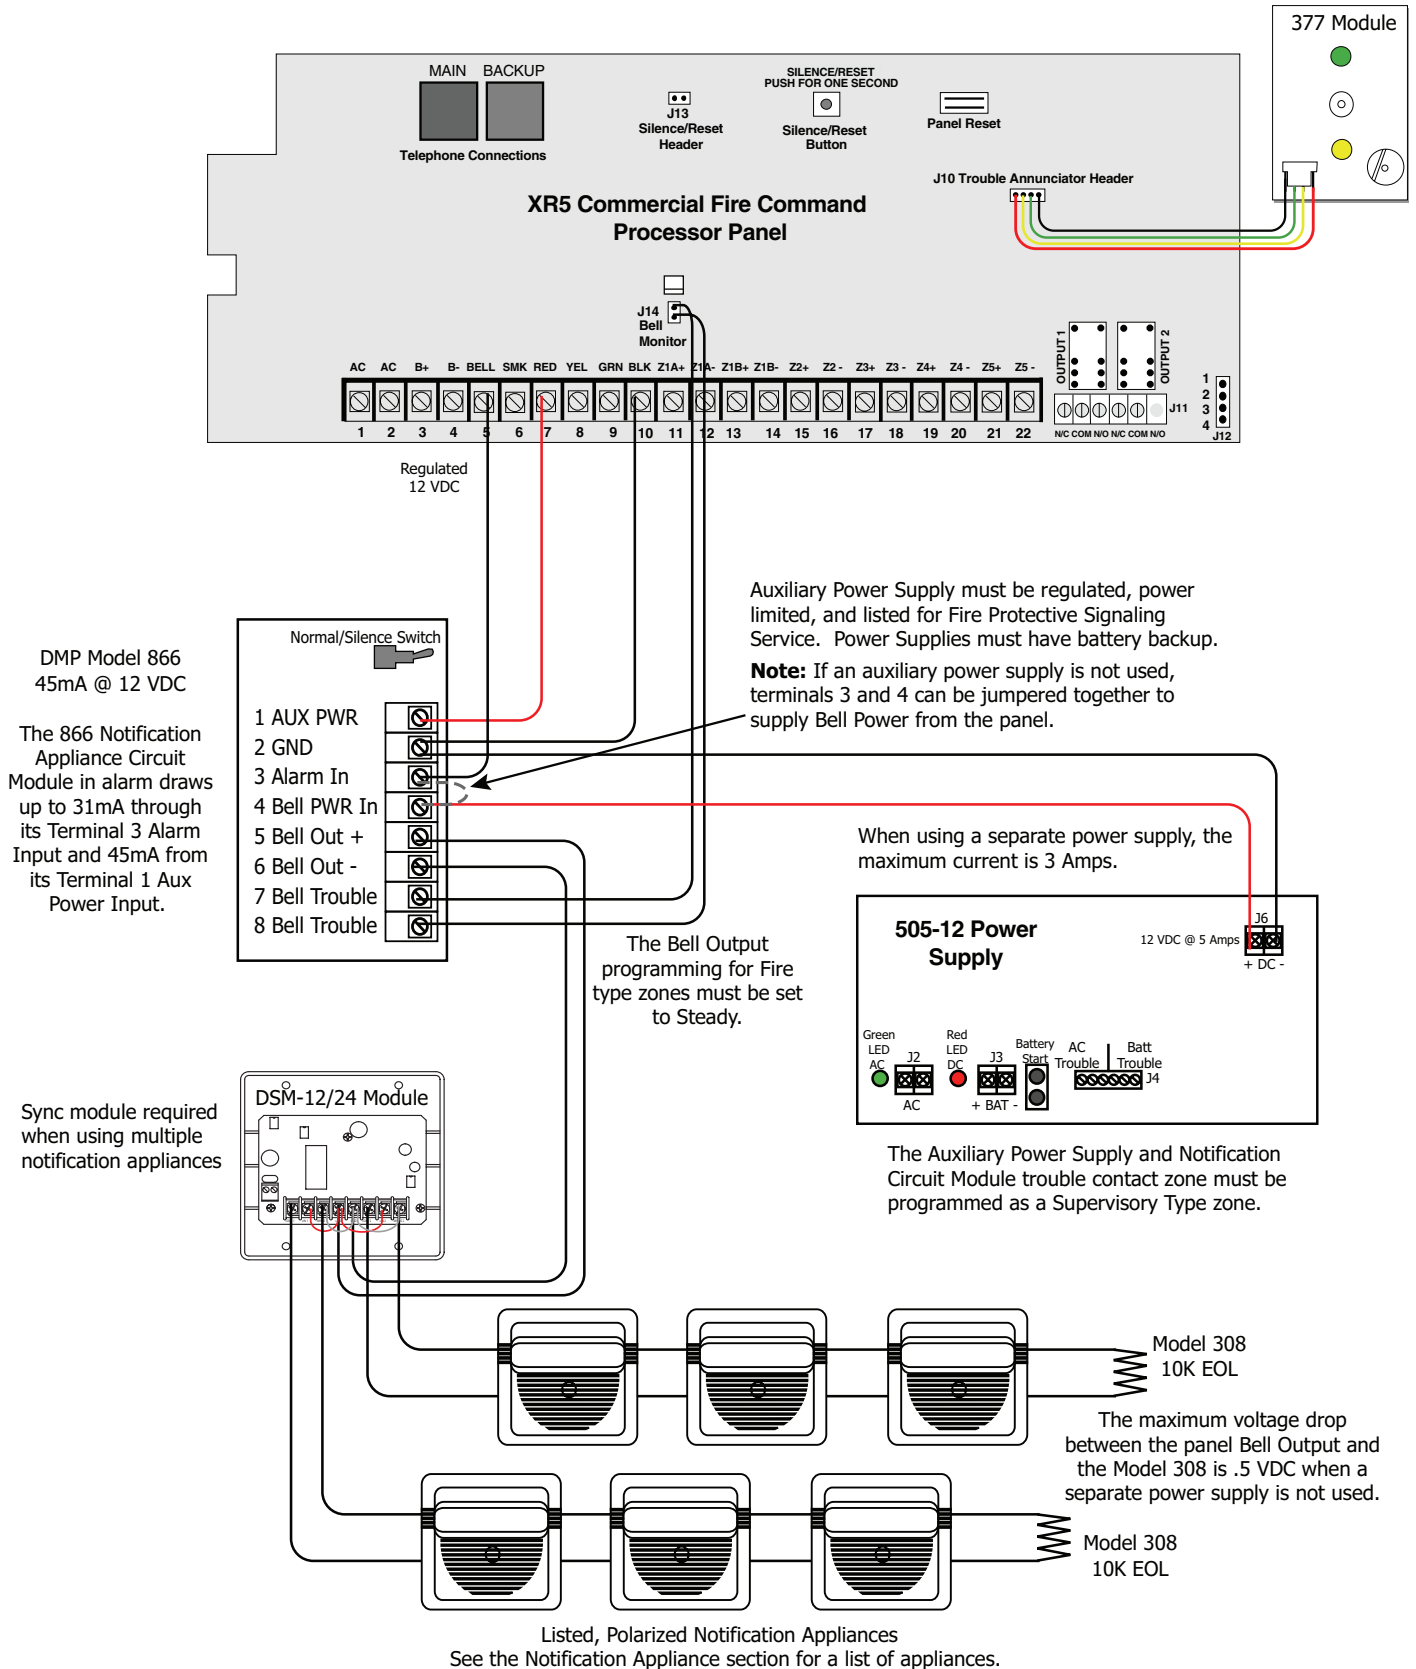 377 Module
MAIN BACKUP
Telephone Connections
J13
Silence/Reset
Header
SILENCE/RESET
PUSH FOR ONE SECOND
Silence/Reset
Button
Panel Reset
J10 Trouble Annunciator Header
XR5 Commercial Fire Command
Processor Panel
J14
Bell
Monitor
OUTPUT 1
OUTPUT 2
AC AC B+ B- BELL SMK RED YEL GRN BLK Z1A+ Z1A- Z1B+ Z1B- Z2+ Z2 - Z3+ Z3 - Z4+ Z4 - Z5+ Z5 -
1 2 3 4 5 6 7 8 9 10 11 12 13 14 15 16 17 18 19 20 21 22
N/C COM N/O N/C COM N/O
J11
1
2
3
4
J12
Regulated
12 VDC
Auxiliary Power Supply must be regulated, power
limited, and listed for Fire Protective Signaling
Service. Power Supplies must have battery backup.
Note: If an auxiliary power supply is not used,
terminals 3 and 4 can be jumpered together to
supply Bell Power from the panel.
DMP Model 866
45mA @ 12 VDC
The 866 Notification
Appliance Circuit
Module in alarm draws
up to 31mA through
its Terminal 3 Alarm
Input and 45mA from
its Terminal 1 Aux
Power Input.
Normal/Silence Switch
1 AUX PWR
2 GND
3 Alarm In
4 Bell PWR In
5 Bell Out +
6 Bell Out -
7 Bell Trouble
8 Bell Trouble
When using a separate power supply, the
maximum current is 3 Amps.
The Bell Output
programming for Fire
type zones must be set
to Steady.
505-12 Power
Supply
12 VDC @ 5 Amps
J6
+ DC -
Green
LED
AC
J2
AC
Red
LED
DC
J3
+ BAT -
Battery
Start
AC
Trouble
Batt
Trouble
J4
The Auxiliary Power Supply and Notification
Circuit Module trouble contact zone must be
programmed as a Supervisory Type zone.
Sync module required
when using multiple
notification appliances
DSM-12/24 Module
Model 308
10K EOL
The maximum voltage drop
between the panel Bell Output and
the Model 308 is .5 VDC when a
separate power supply is not used.
Model 308
10K EOL
Listed, Polarized Notification Appliances
See the Notification Appliance section for a list of appliances.